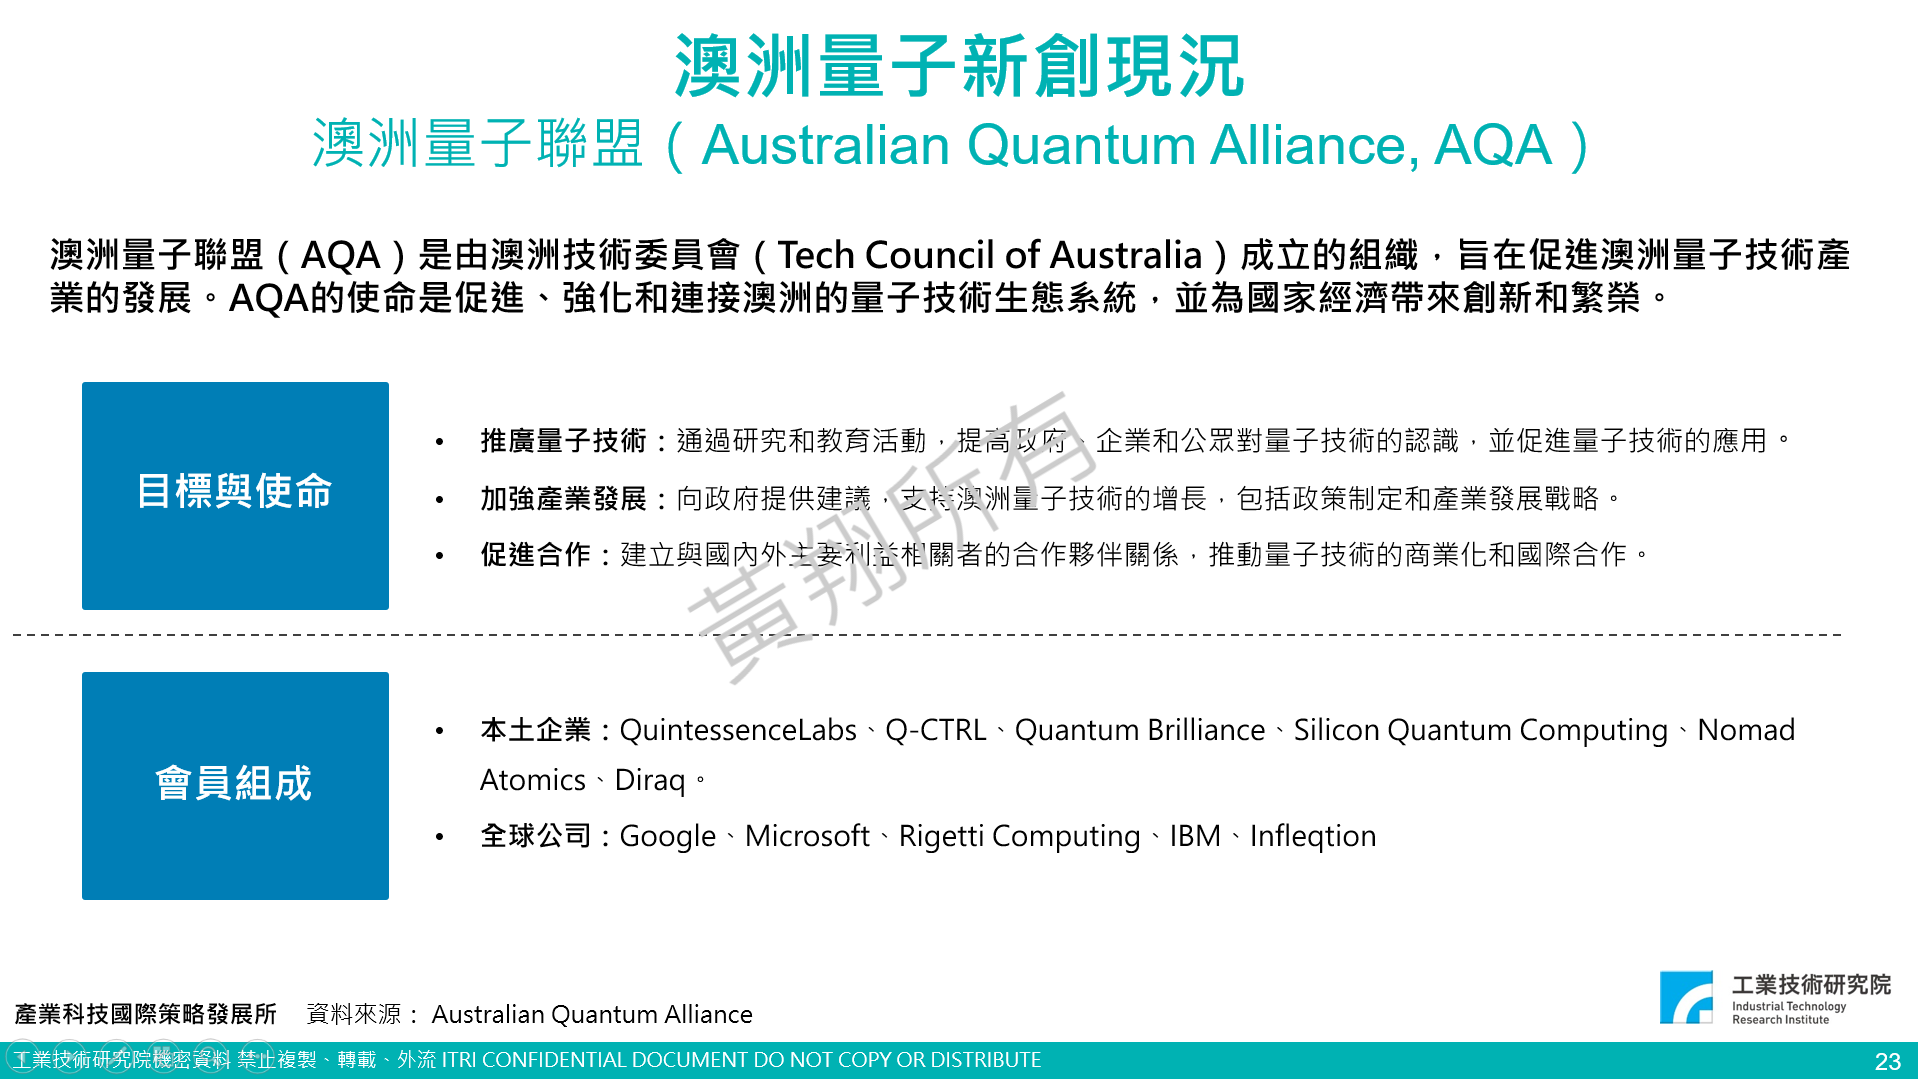 澳洲量子新創現況
澳洲量子聯盟（Australian Quantum Alliance, AQA）
澳洲量子聯盟（AQA）是由澳洲技術委員會（Tech Council of Australia）成立的組織，旨在促進澳洲量子技術產
業的發展。AQA的使命是促進、強化和連接澳洲的量子技術生態系統，並為國家經濟帶來創新和繁榮。
目標與使命
• 推廣量子技術：通過研究和教育活動，提高政府、企業和公眾對量子技術的認識，並促進量子技術的應用。
• 加強產業發展：向政府提供建議，支持澳洲量子技術的增長，包括政策制定和產業發展戰略。
• 促進合作：建立與國內外主要利益相關者的合作夥伴關係，推動量子技術的商業化和國際合作。
黃翔所有
會員組成
• 本土企業：QuintessenceLabs、Q-CTRL、Quantum Brilliance、Silicon Quantum Computing、Nomad
Atomics、Diraq。
• 全球公司：Google、Microsoft、Rigetti Computing、IBM、Infleqtion
工業技術研究院
Industrial Technology
Research Institute
產業科技國際策略發展所 資料來源： Australian Quantum Alliance
工業技術研究院機密資料 禁止複製、轉載、外流 ITRI CONFIDENTIAL DOCUMENT DO NOT COPY OR DISTRIBUTE
23